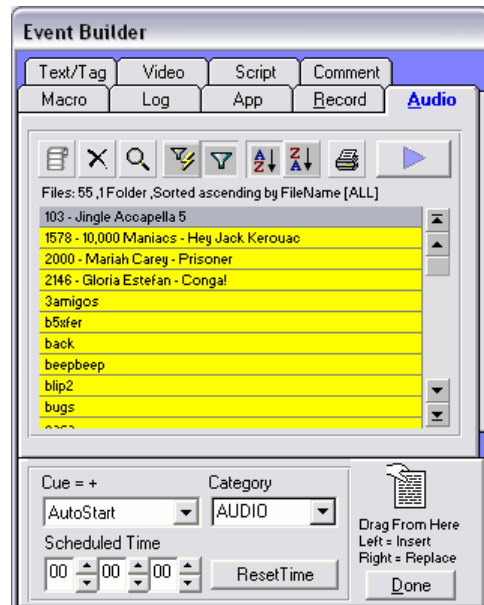 Event Builder
Text/Tag Video Script Comment
Macro Log App Record Audio
Files: 55 ,1 Folder ,Sorted ascending by FileName [ALL]
103 - Jingle Accapella 5
1578 - 10,000 Maniacs - Hey Jack Kerouac
2000 - Mariah Carey - Prisoner
2146 - Gloria Estefan - Conga!
3amigos
b5xfer
back
beepbeep
blip2
bugs
Cue = + Category
AutoStart AUDIO
Scheduled Time
00 00 00 ResetTime
Drag From Here
Left = Insert
Right = Replace
Done